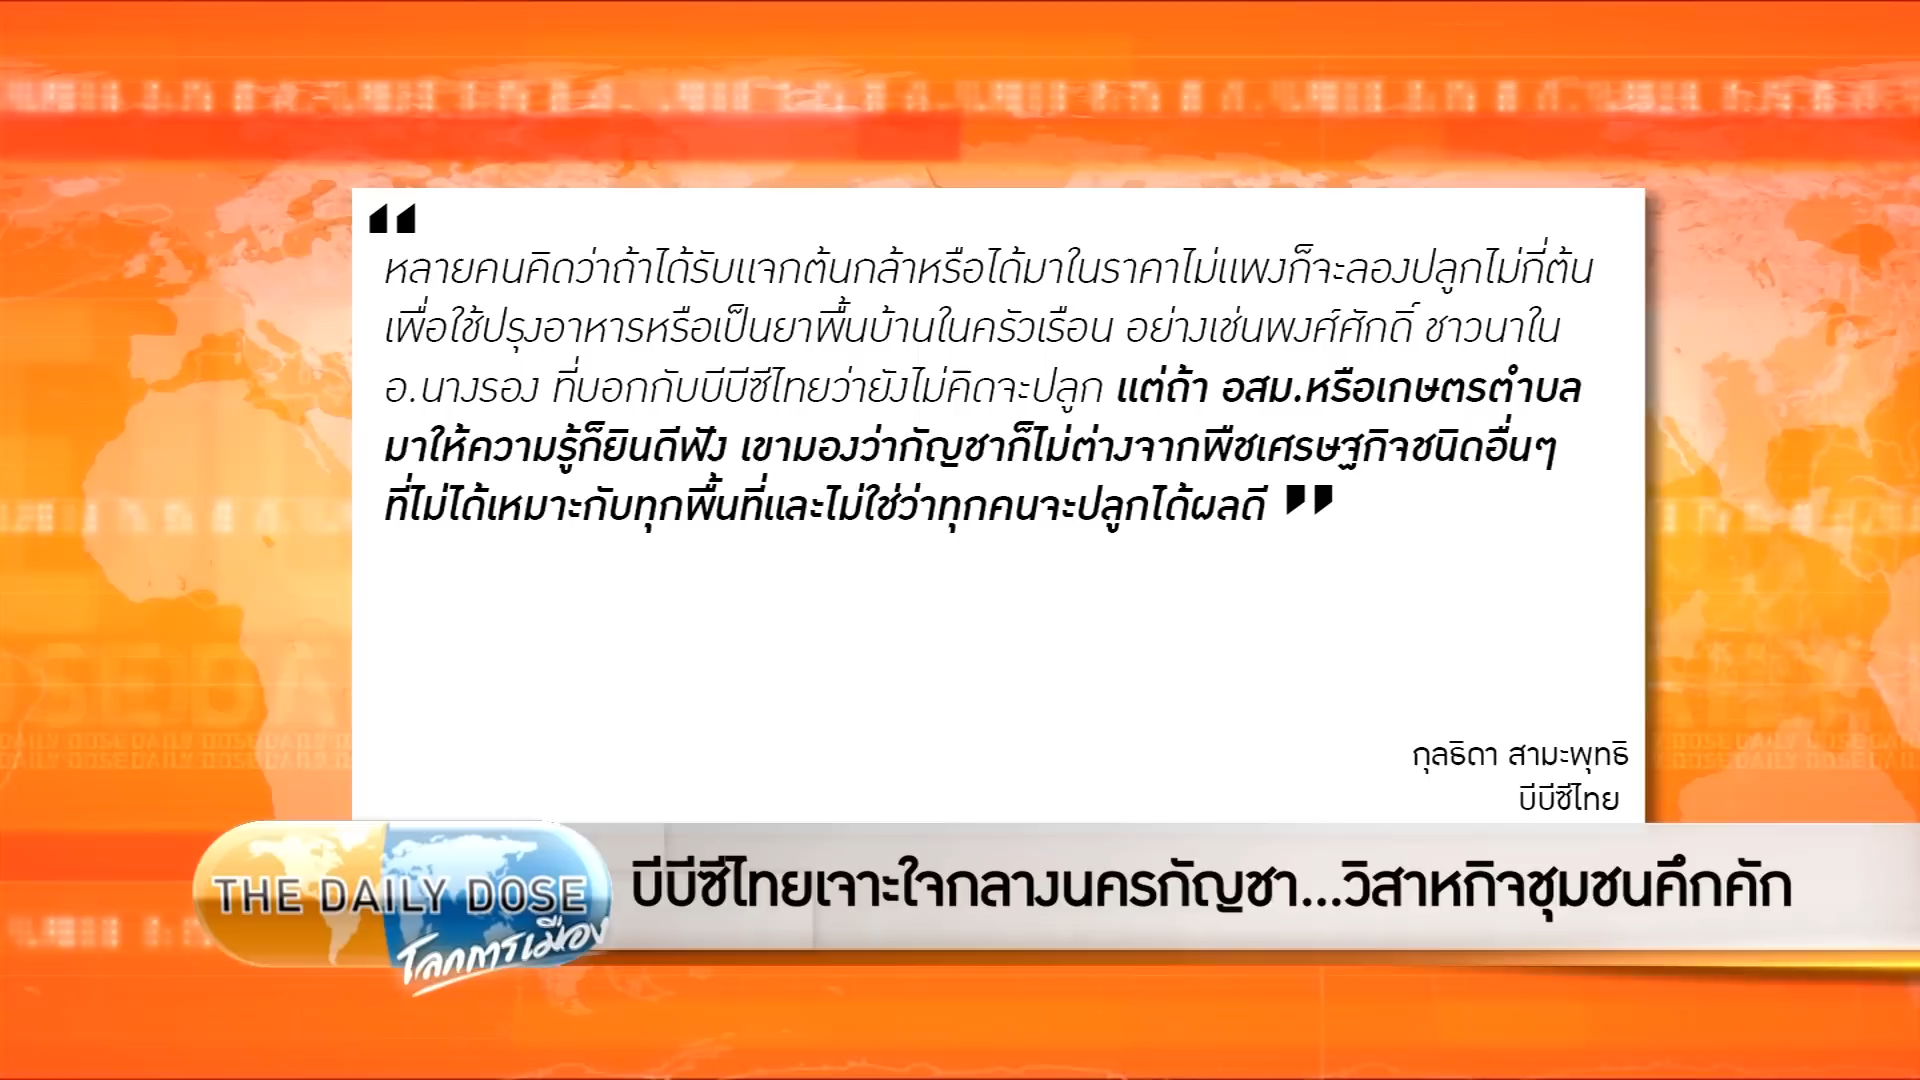 “
หลายคนคิดว่าถ้าได้รับแจกต้นกล้าหรือได้มาในราคาไม่แพงก็จะลองปลูกไม่กี่ต้น
เพื่อใช้ปรุงอาหารหรือเป็นยาพื้นบ้านในครัวเรือน อย่างเช่นพงศ์ศักดิ์ ชาวนาใน
อ.นางรอง ที่บอกกับบีบีซีไทยว่ายังไม่คิดจะปลูก แต่ถ้า อสม.หรือเกษตรตำบล
มาให้ความรู้ก็ยินดีฟัง เขามองว่ากัญชาก็ไม่ต่างจากพืชเศรษฐกิจชนิดอื่นๆ
ที่ไม่ได้เหมาะกับทุกพื้นที่และไม่ใช่ว่าทุกคนจะปลูกได้ผลดี ”
กุลธิดา สามะพุทธิ
บีบีซีไทย
THE DAILY DOSE
โลกการเมือง
บีบีซีไทยเจาะใจกลางนครกัญชา...วิสาหกิจชุมชนคึกคัก